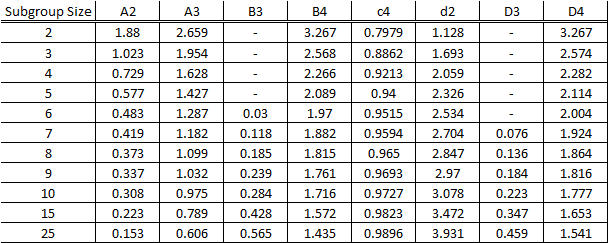 Subgroup Size A2 A3 B3 B4 c4 d2 D3 D4
2 1.88 2.659 - 3.267 0.7979 1.128 - 3.267
3 1.023 1.954 - 2.568 0.8862 1.693 - 2.574
4 0.729 1.628 - 2.266 0.9213 2.059 - 2.282
5 0.577 1.427 - 2.089 0.94 2.326 - 2.114
6 0.483 1.287 0.03 1.97 0.9515 2.534 - 2.004
7 0.419 1.182 0.118 1.882 0.9594 2.704 0.076 1.924
8 0.373 1.099 0.185 1.815 0.965 2.847 0.136 1.864
9 0.337 1.032 0.239 1.761 0.9693 2.97 0.184 1.816
10 0.308 0.975 0.284 1.716 0.9727 3.078 0.223 1.777
15 0.223 0.789 0.428 1.572 0.9823 3.472 0.347 1.653
25 0.153 0.606 0.565 1.435 0.9896 3.931 0.459 1.541